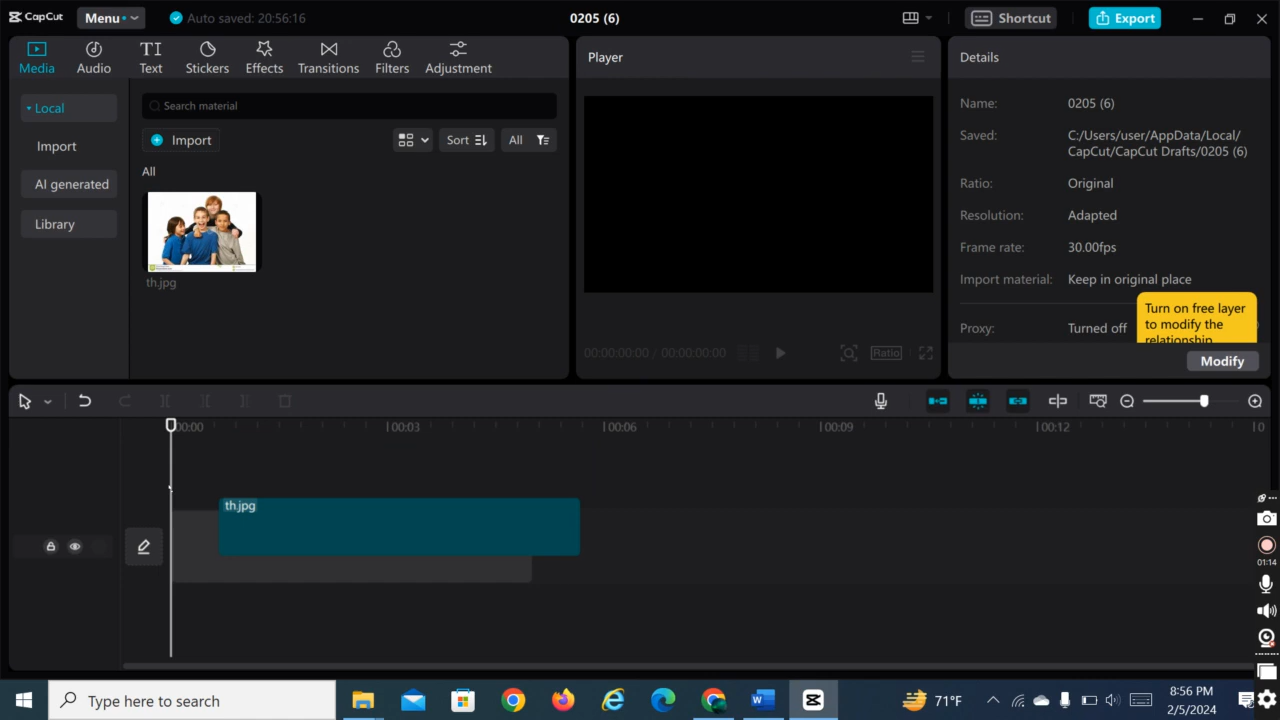 CapCut
Menu
Auto saved: 20:56:16
0205 (6)
Shortcut
Export
Media
Audio
TI
Text
Stickers
Effects
Transitions
Filters
Adjustment
Local
Import
AI generated
Library
Search material
Import
Sort
All
All
th.jpg
Player
00:00:00:00 / 00:00:00:00
Ratio
Details
Name: 0205 (6)
Saved: C:/Users/user/AppData/Local/
CapCut/CapCut Drafts/0205 (6)
Ratio: Original
Resolution: Adapted
Frame rate: 30.00fps
Import material: Keep in original place
Proxy: Turned off
Turn on free layer
to modify the
relationship
Modify
00:00
00:03
00:06
00:09
00:12
0
th.jpg
01:14
Type here to search
71°F
8:56 PM
2/5/2024